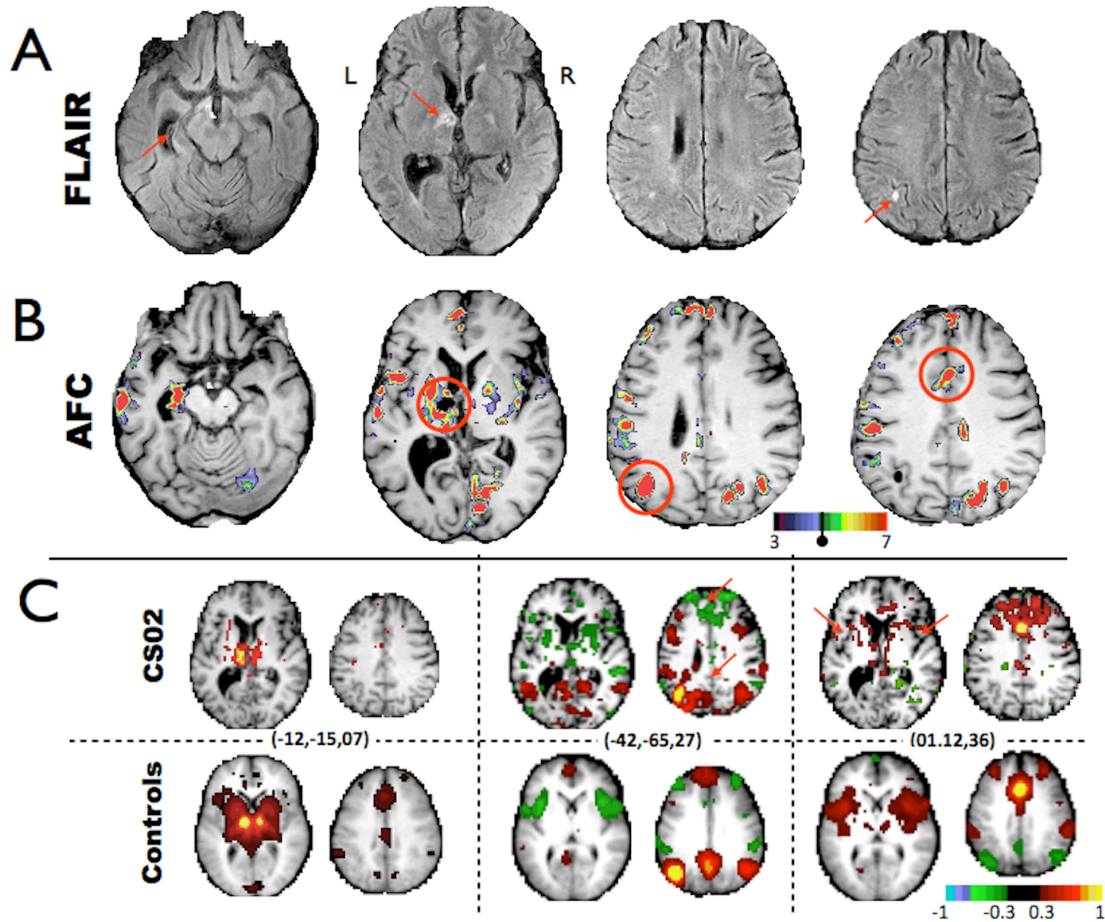 A
FLAIR
L
R
B
AFC
3
7
C
CS02
(-12,-15,07)
(-42,-65,27)
(01.12,36)
Controls
-1
-0.3
0.3
1